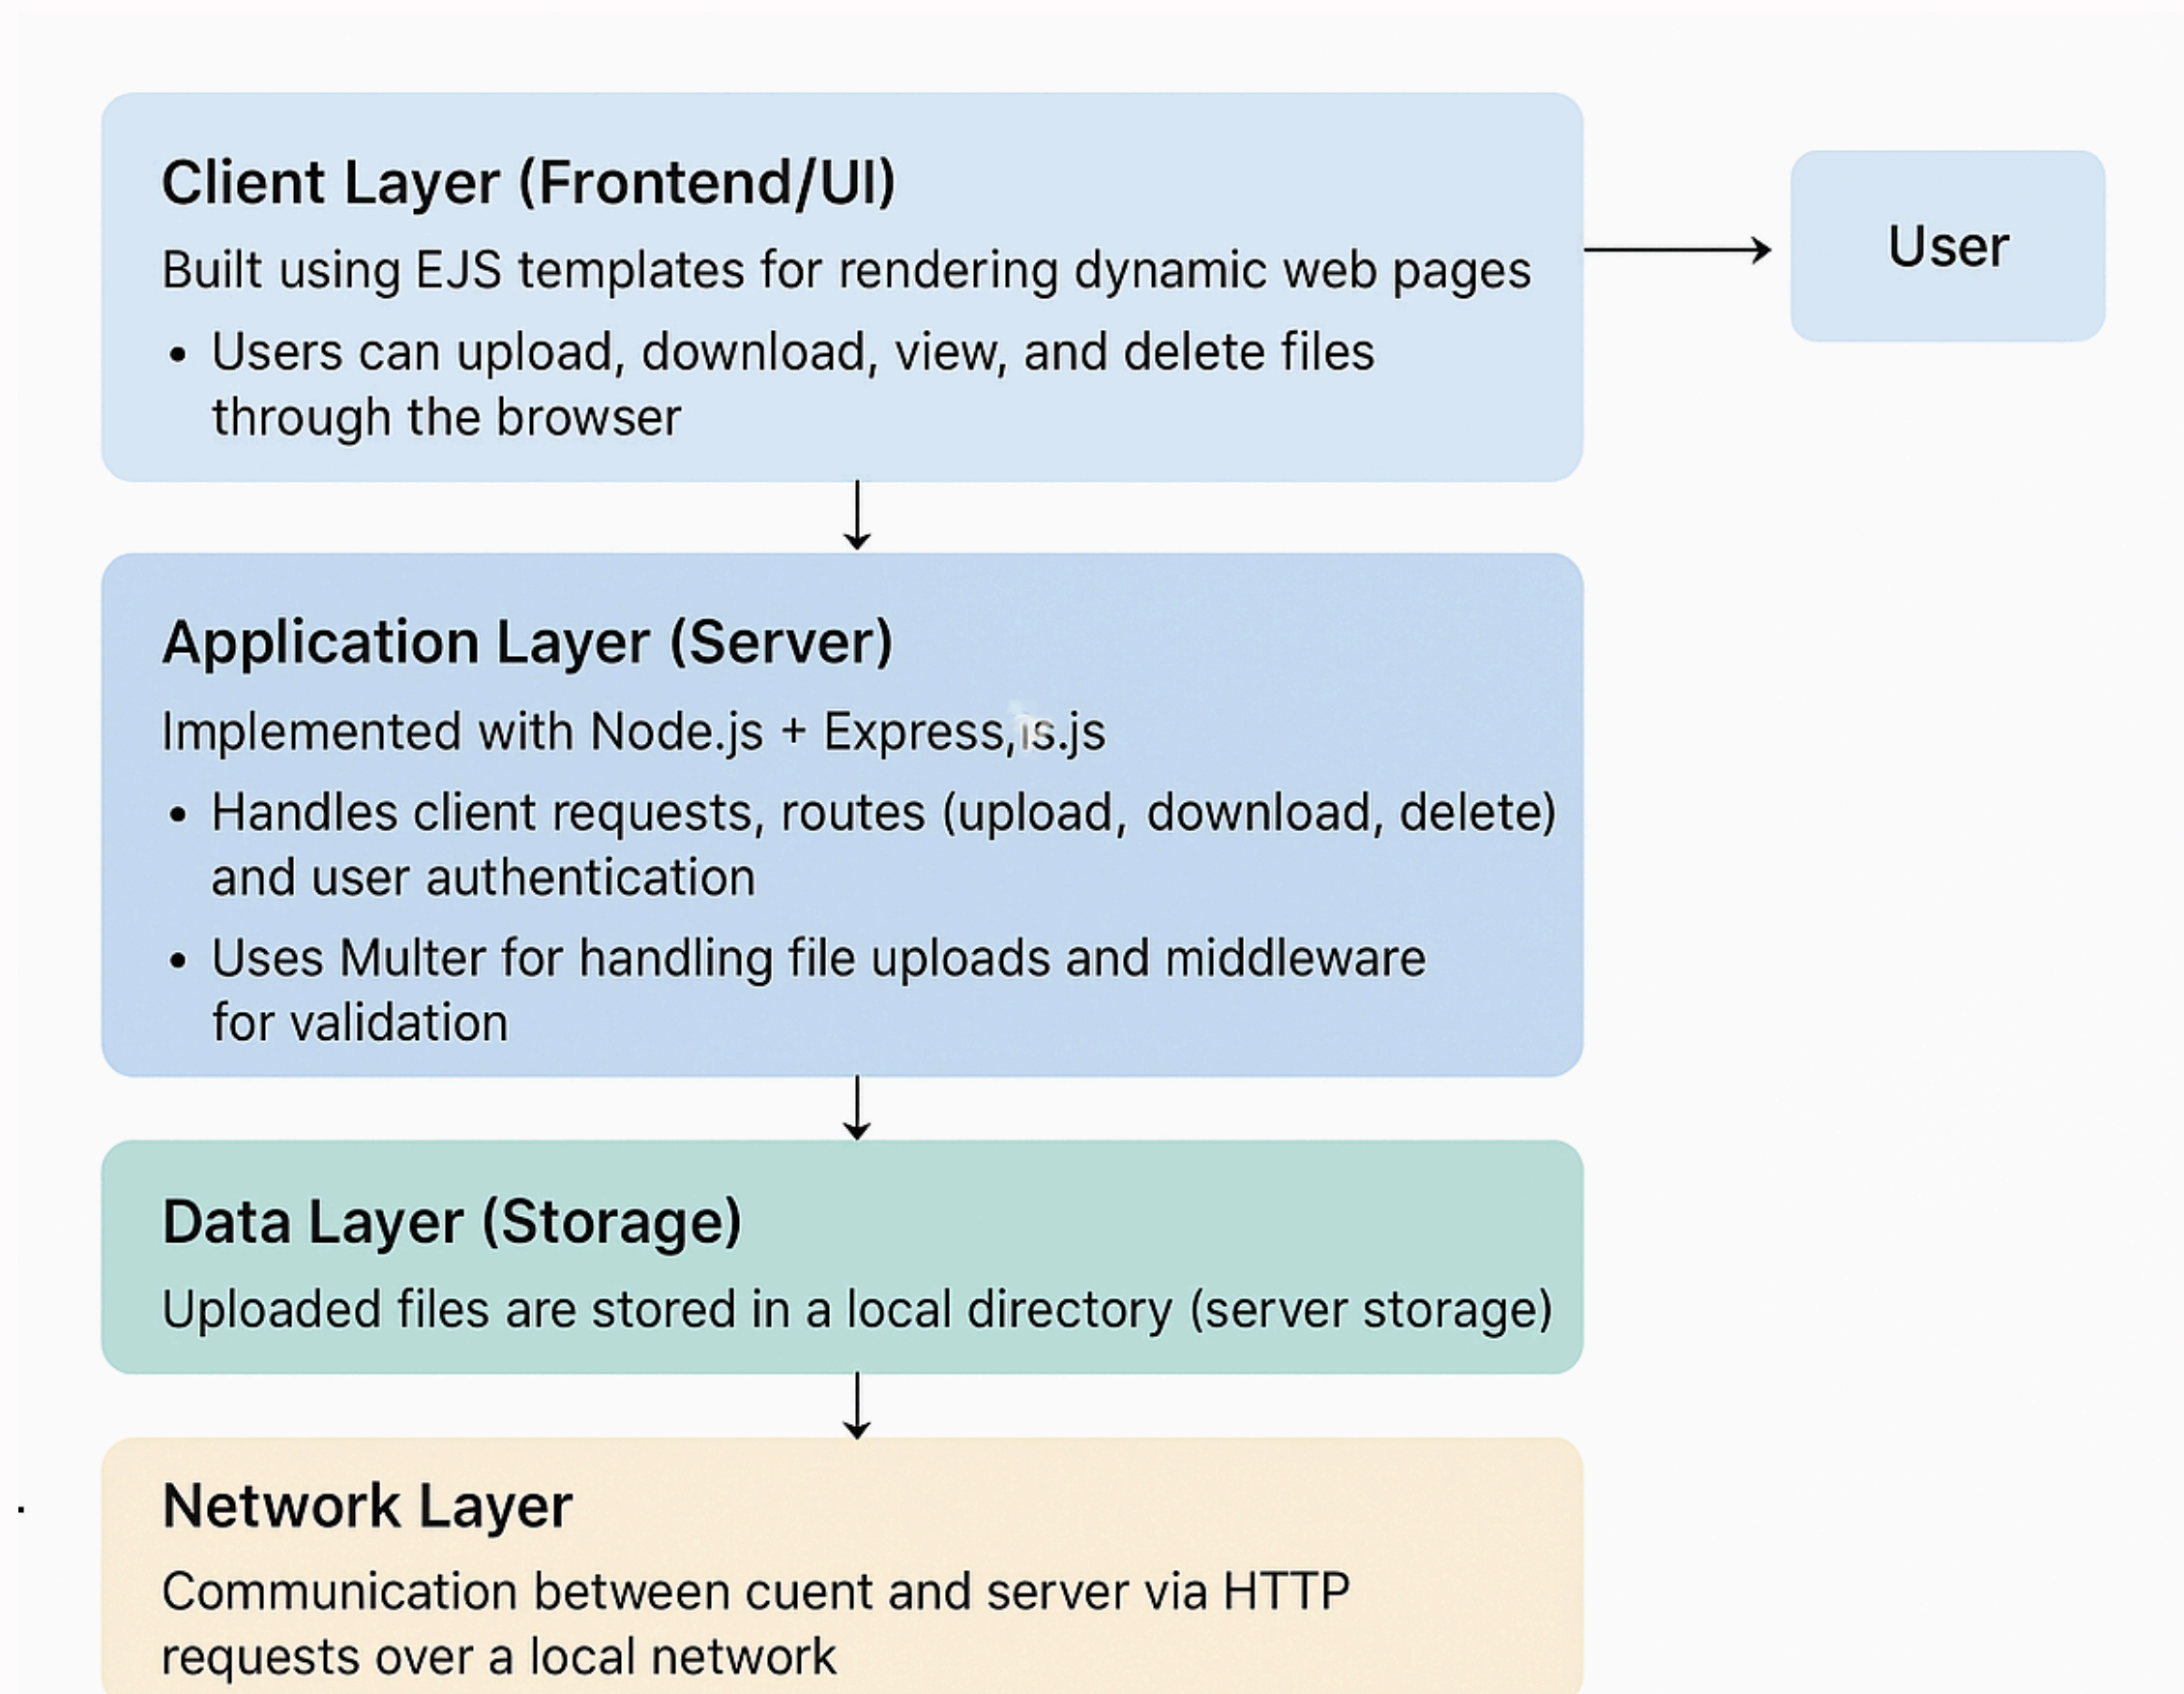 Client Layer (Frontend/UI)
Built using EJS templates for rendering dynamic web pages
• Users can upload, download, view, and delete files
through the browser
User
Application Layer (Server)
Implemented with Node.js + Express,is.js
• Handles client requests, routes (upload, download, delete)
and user authentication
• Uses Multer for handling file uploads and middleware
for validation
Data Layer (Storage)
Uploaded files are stored in a local directory (server storage)
Network Layer
Communication between cuent and server via HTTP
requests over a local network